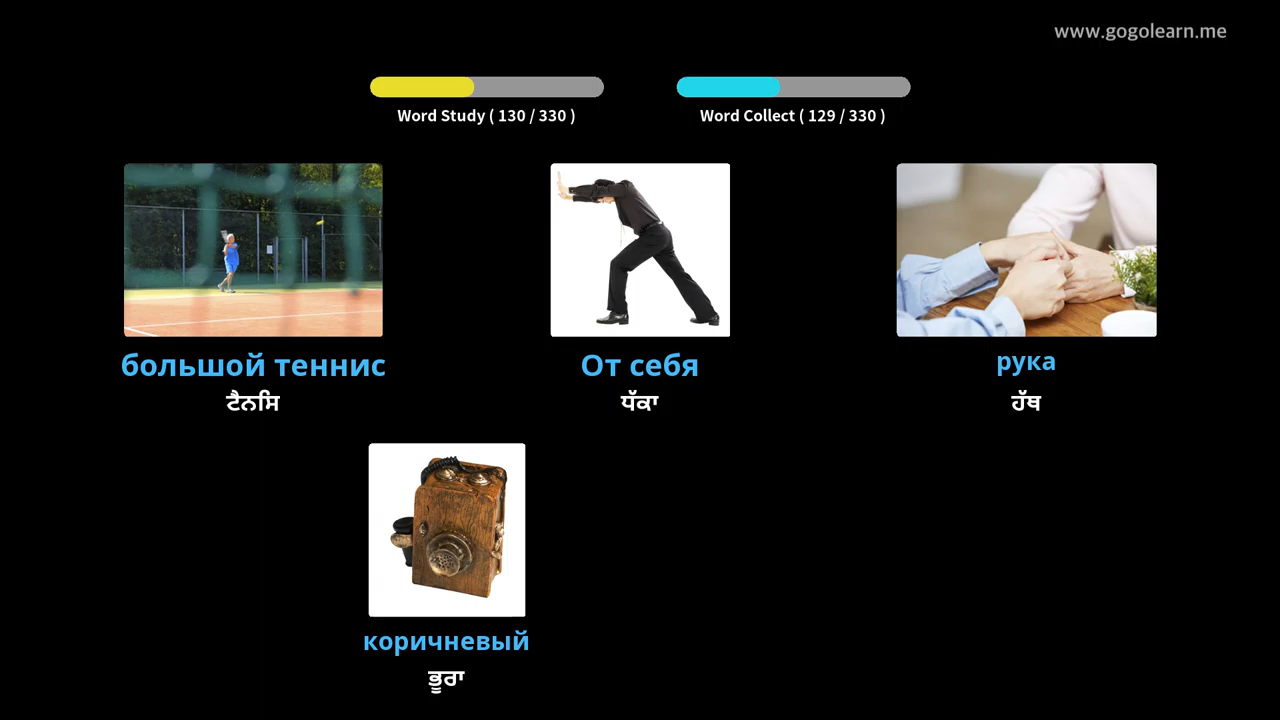 www.gogolearn.me
Word Study ( 130 / 330 )
Word Collect ( 129 / 330 )
большой теннис
От себя
рука
ਟੈਨਿਸ
ਧੱਕਾ
ਹੱਥ
коричневый
ਭੂਰਾ